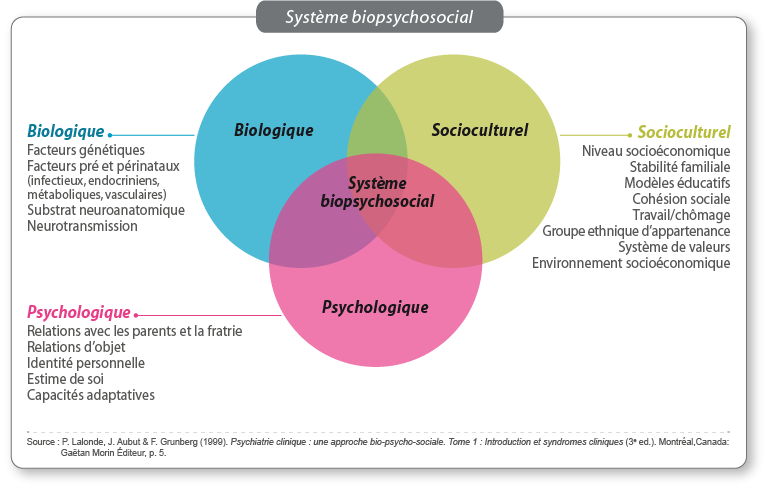 Système biopsychosocial
Biologique
Socioculturel
Système
biopsychosocial
Psychologique
Biologique
Facteurs génétiques
Facteurs pré et périnataux
(infectieux, endocriniens,
métaboliques, vasculaires)
Substrat neuroanatomique
Neurotransmission
Socioculturel
Niveau socioéconomique
Stabilité familiale
Modèles éducatifs
Cohésion sociale
Travail/chômage
Groupe ethnique d'appartenance
Système de valeurs
Environnement socioéconomique
Psychologique
Relations avec les parents et la fratrie
Relations d'objet
Identité personnelle
Estime de soi
Capacités adaptatives
Source : P. Lalonde, J. Aubut & F. Grunberg (1999). Psychiatrie clinique : une approche bio-psycho-sociale. Tome 1 : Introduction et syndromes cliniques (3e ed.). Montréal,Canada:
Gaëtan Morin Éditeur, p. 5.